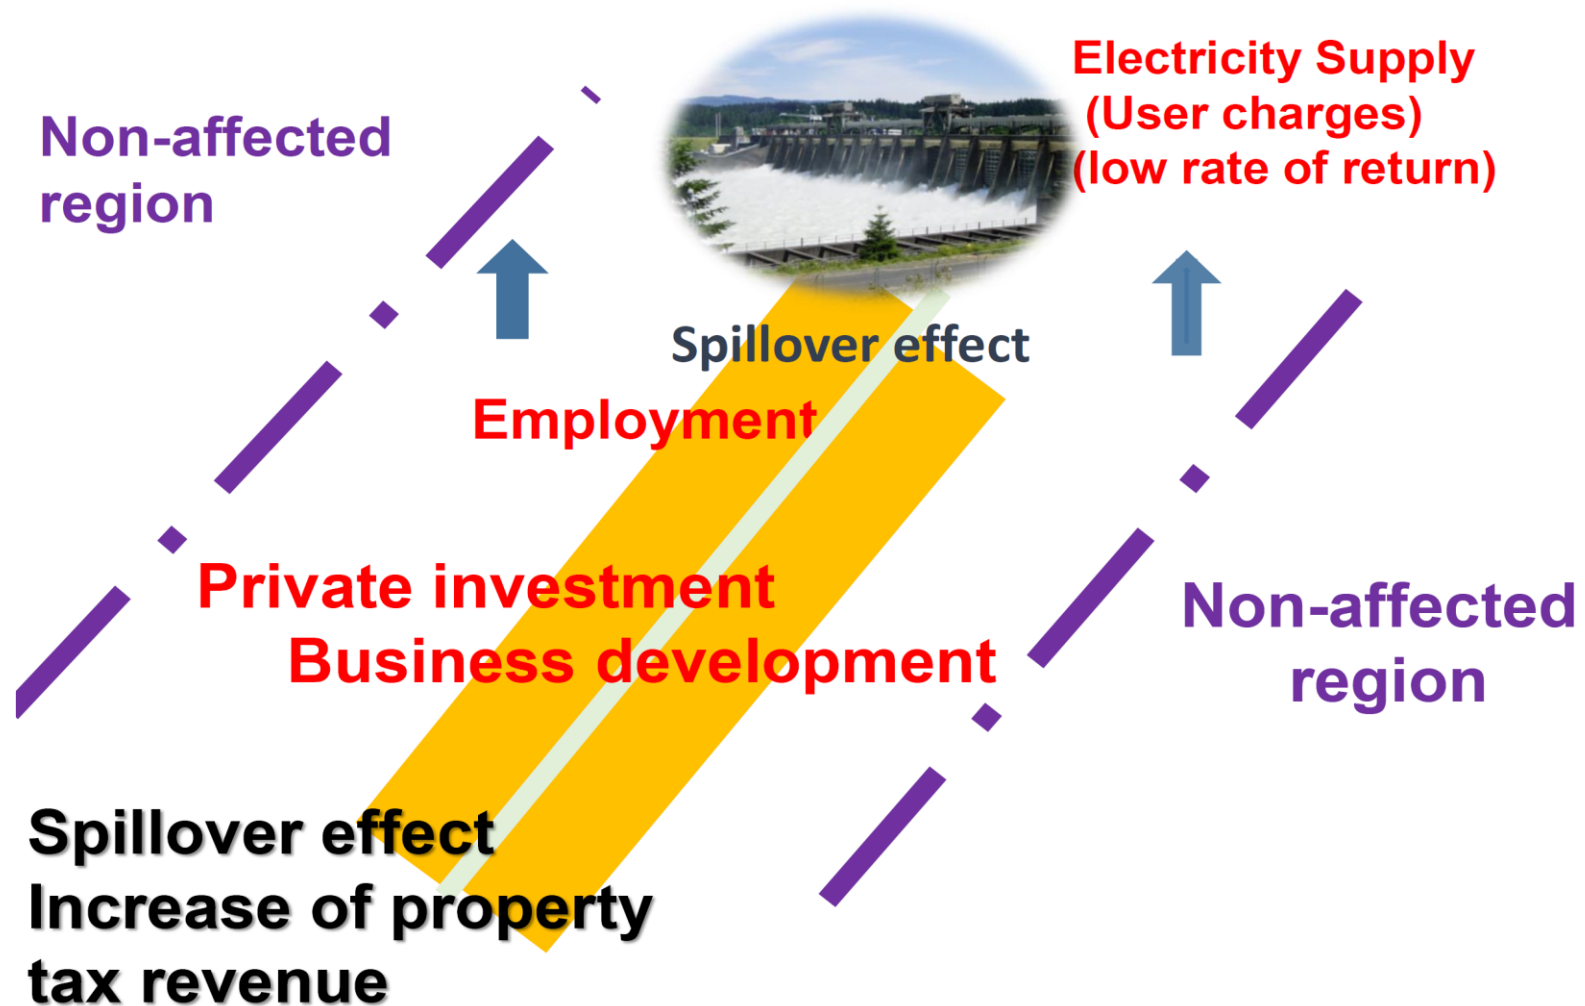 Electricity Supply
(User charges)
(low rate of return)
Non-affected
region
Spillover effect
Employment
Private investment
Business development
Non-affected
region
Spillover effect
Increase of property
tax revenue